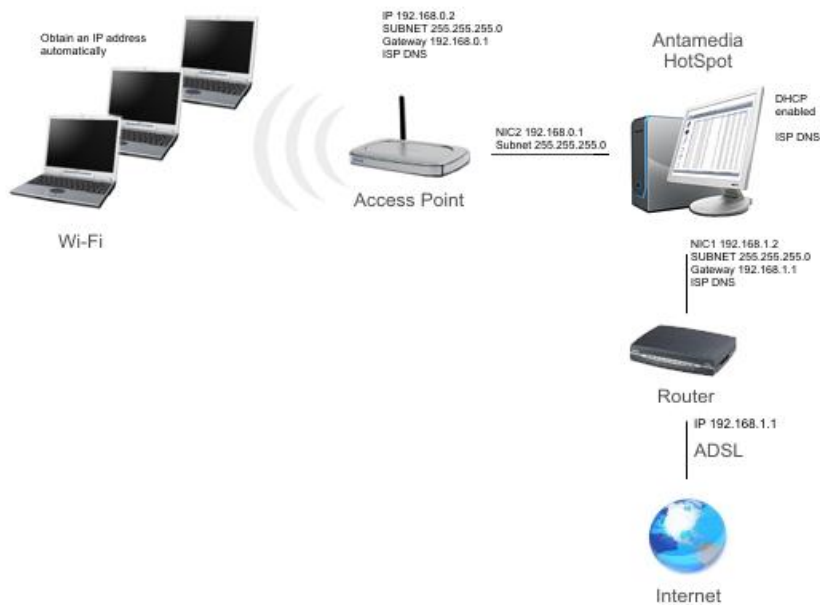 Obtain an IP address
automatically
Wi-Fi
IP 192.168.0.2
SUBNET 255.255.255.0
Gateway 192.168.0.1
ISP DNS
Access Point
NIC2 192.168.0.1
Subnet 255.255.255.0
Antamedia
HotSpot
DHCP
enabled
ISP DNS
NIC1 192.168.1.2
SUBNET 255.255.255.0
Gateway 192.168.1.1
ISP DNS
Router
IP 192.168.1.1
ADSL
Internet